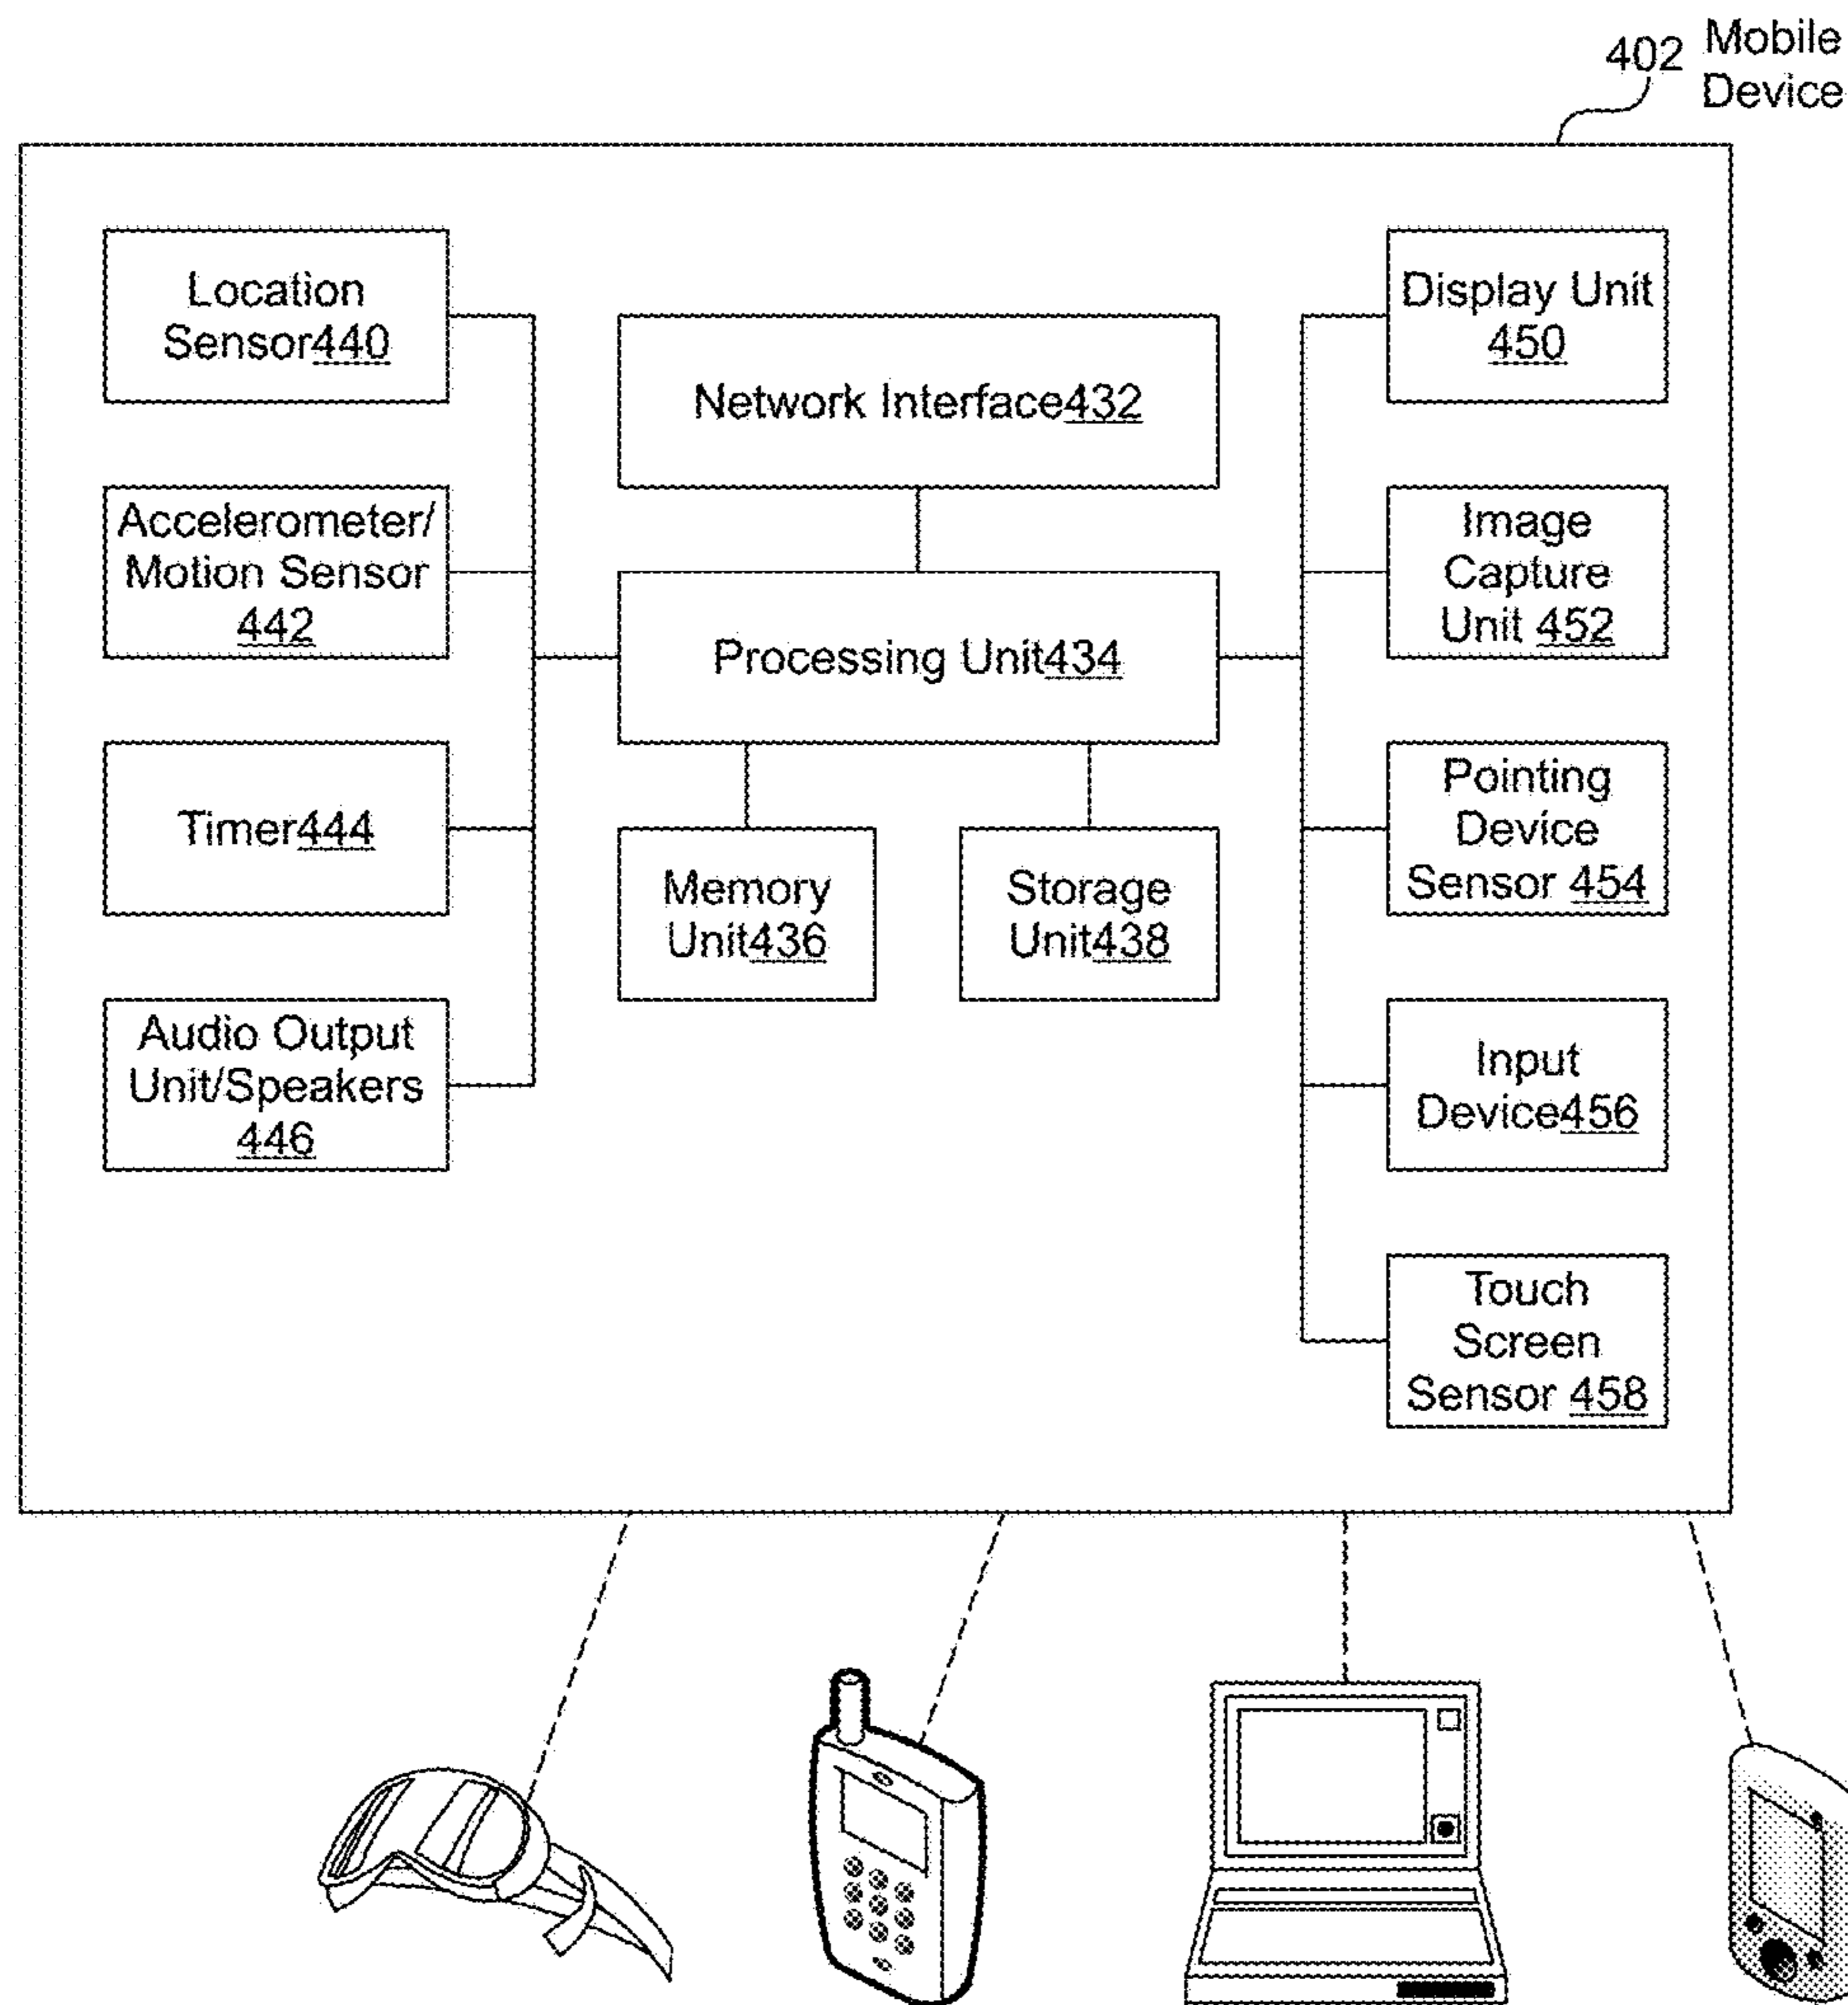 402 Mobile
Device
Location
Sensor440
Network Interface432
Display Unit
450
Accelerometer/
Motion Sensor
442
Image
Capture
Unit 452
Processing Unit434
Timer444
Pointing
Device
Sensor 454
Memory
Unit436
Storage
Unit438
Audio Output
Unit/Speakers
446
Input
Device456
Touch
Screen
Sensor 458